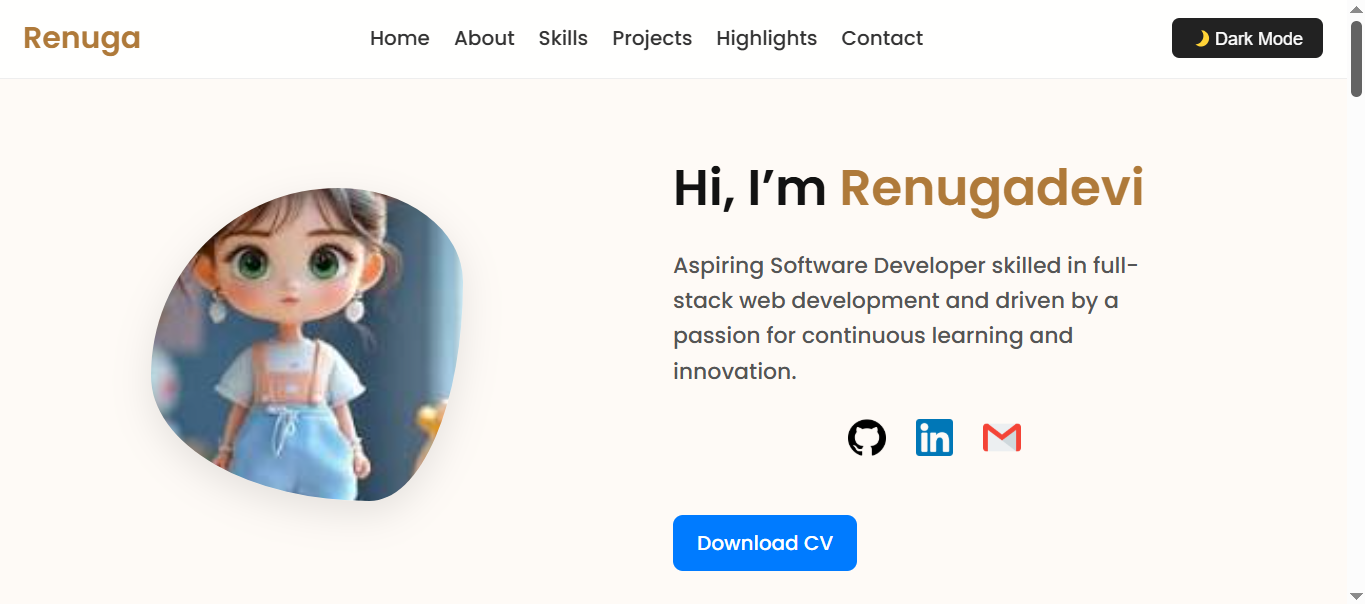 Renuga
Home About Skills Projects Highlights Contact
🌙 Dark Mode
Hi, I’m Renugadevi
Aspiring Software Developer skilled in full-
stack web development and driven by a
passion for continuous learning and
innovation.
in
Download CV